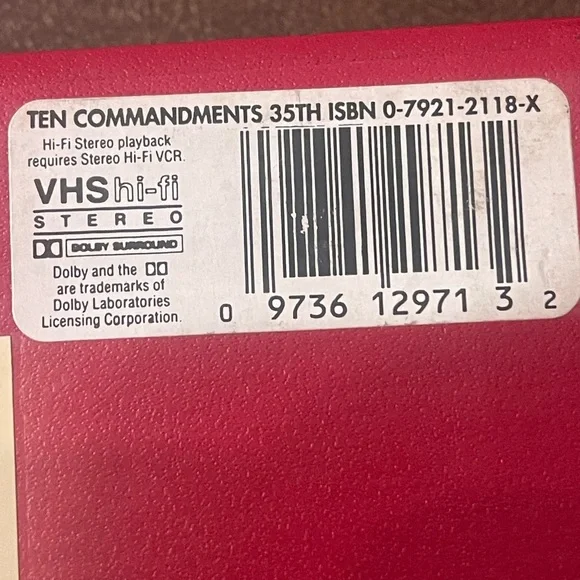 TEN COMMANDMENTS 35TH ISBN 0-7921-2118-X
Hi-Fi Stereo playback
requires Stereo Hi-Fi VCR.
VHS hi-fi
STEREO
DOLBY SURROUND
Dolby and the
are trademarks of
Dolby Laboratories
Licensing Corporation.
0 9736 12971 3 2